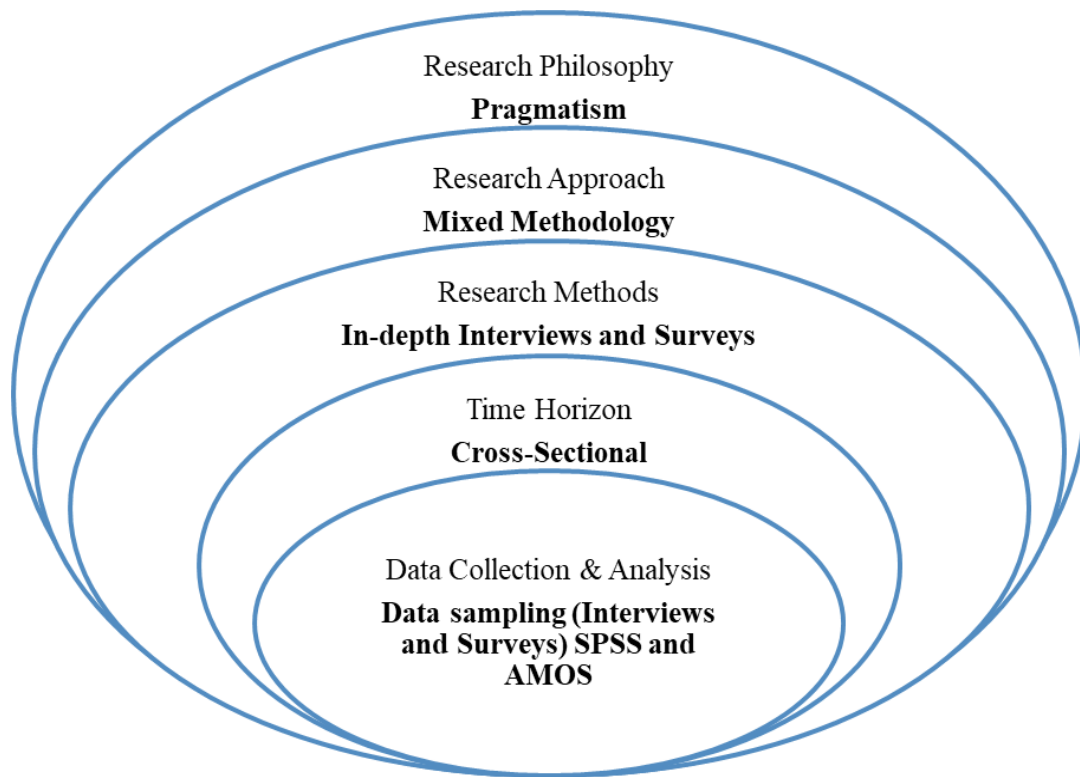 Research Philosophy
Pragmatism
Research Approach
Mixed Methodology
Research Methods
In-depth Interviews and Surveys
Time Horizon
Cross-Sectional
Data Collection & Analysis
Data sampling (Interviews
and Surveys) SPSS and
AMOS